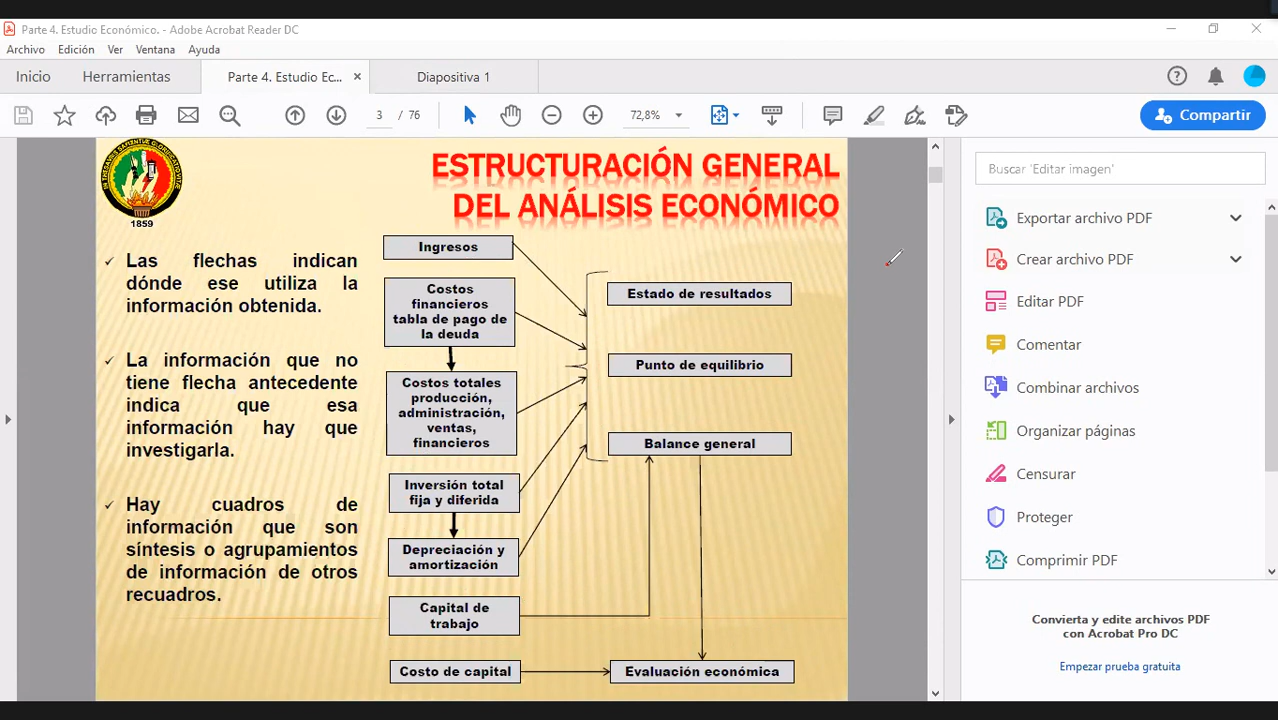 Parte 4. Estudio Económico. - Adobe Acrobat Reader DC
Archivo Edición Ver Ventana Ayuda
Inicio Herramientas Parte 4. Estudio Ec... × Diapositiva 1
3 / 76 72,8% Compartir
ESTRUCTURACIÓN GENERAL
DEL ANÁLISIS ECONÓMICO
1859
✓ Las flechas indican
dónde ese utiliza la
información obtenida.
✓ La información que no
tiene flecha antecedente
indica que esa
información hay que
investigarla.
✓ Hay cuadros de
información que son
síntesis o agrupamientos
de información de otros
recuadros.
Ingresos
Costos
financieros
tabla de pago de
la deuda
Costos totales
producción,
administración,
ventas,
financieros
Inversión total
fija y diferida
Depreciación y
amortización
Capital de
trabajo
Costo de capital
Estado de resultados
Punto de equilibrio
Balance general
Evaluación económica
Buscar 'Editar imagen'
Exportar archivo PDF
Crear archivo PDF
Editar PDF
Comentar
Combinar archivos
Organizar páginas
Censurar
Proteger
Comprimir PDF
Convierta y edite archivos PDF
con Acrobat Pro DC
Empezar prueba gratuita